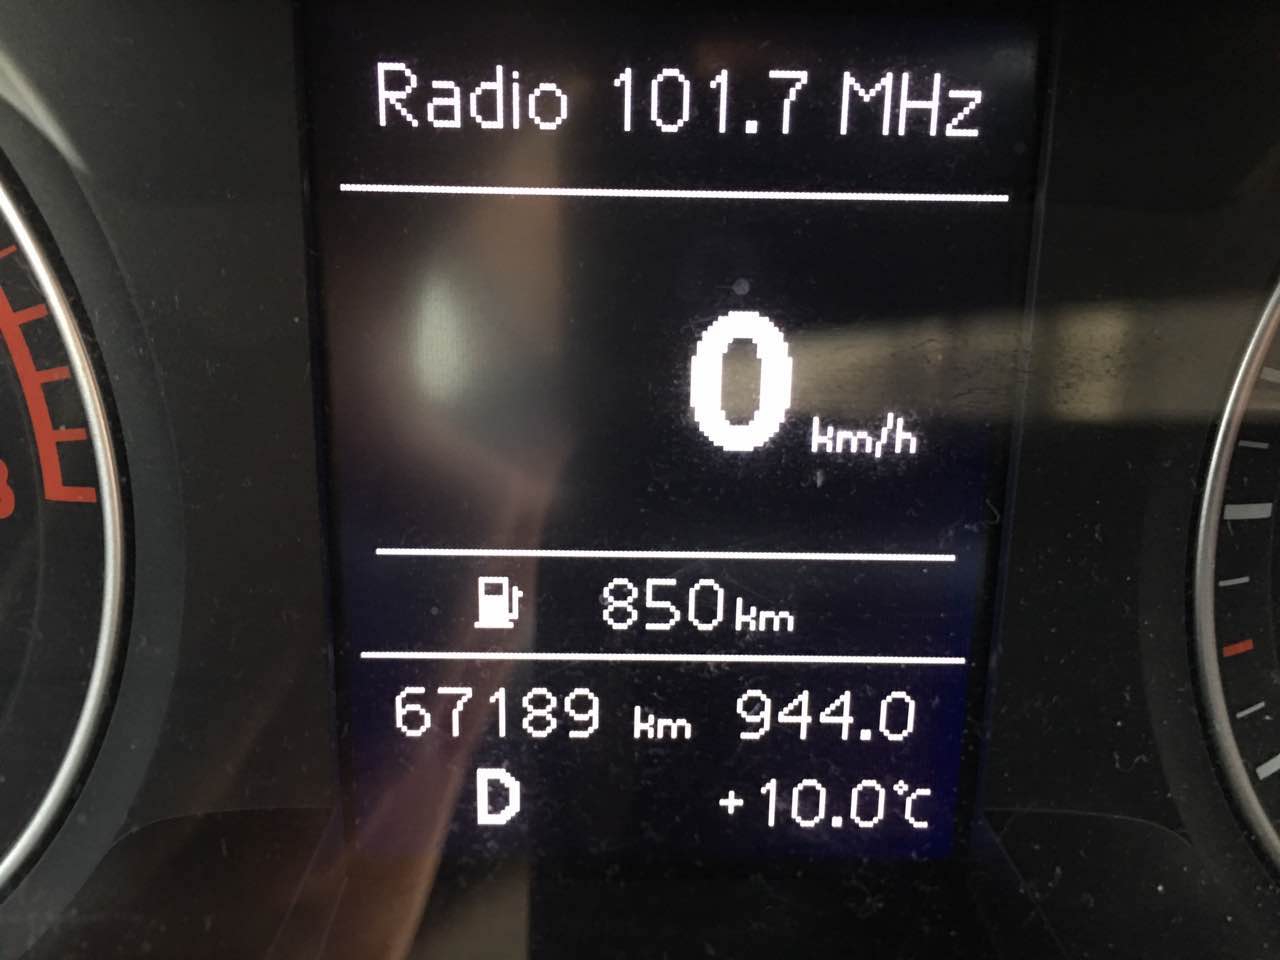 Radio 101.7 MHz
0 km/h
850 km
67189 km 944.0
D +10.0°C